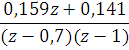 0,159z + 0,141
(z − 0,7)(z − 1)